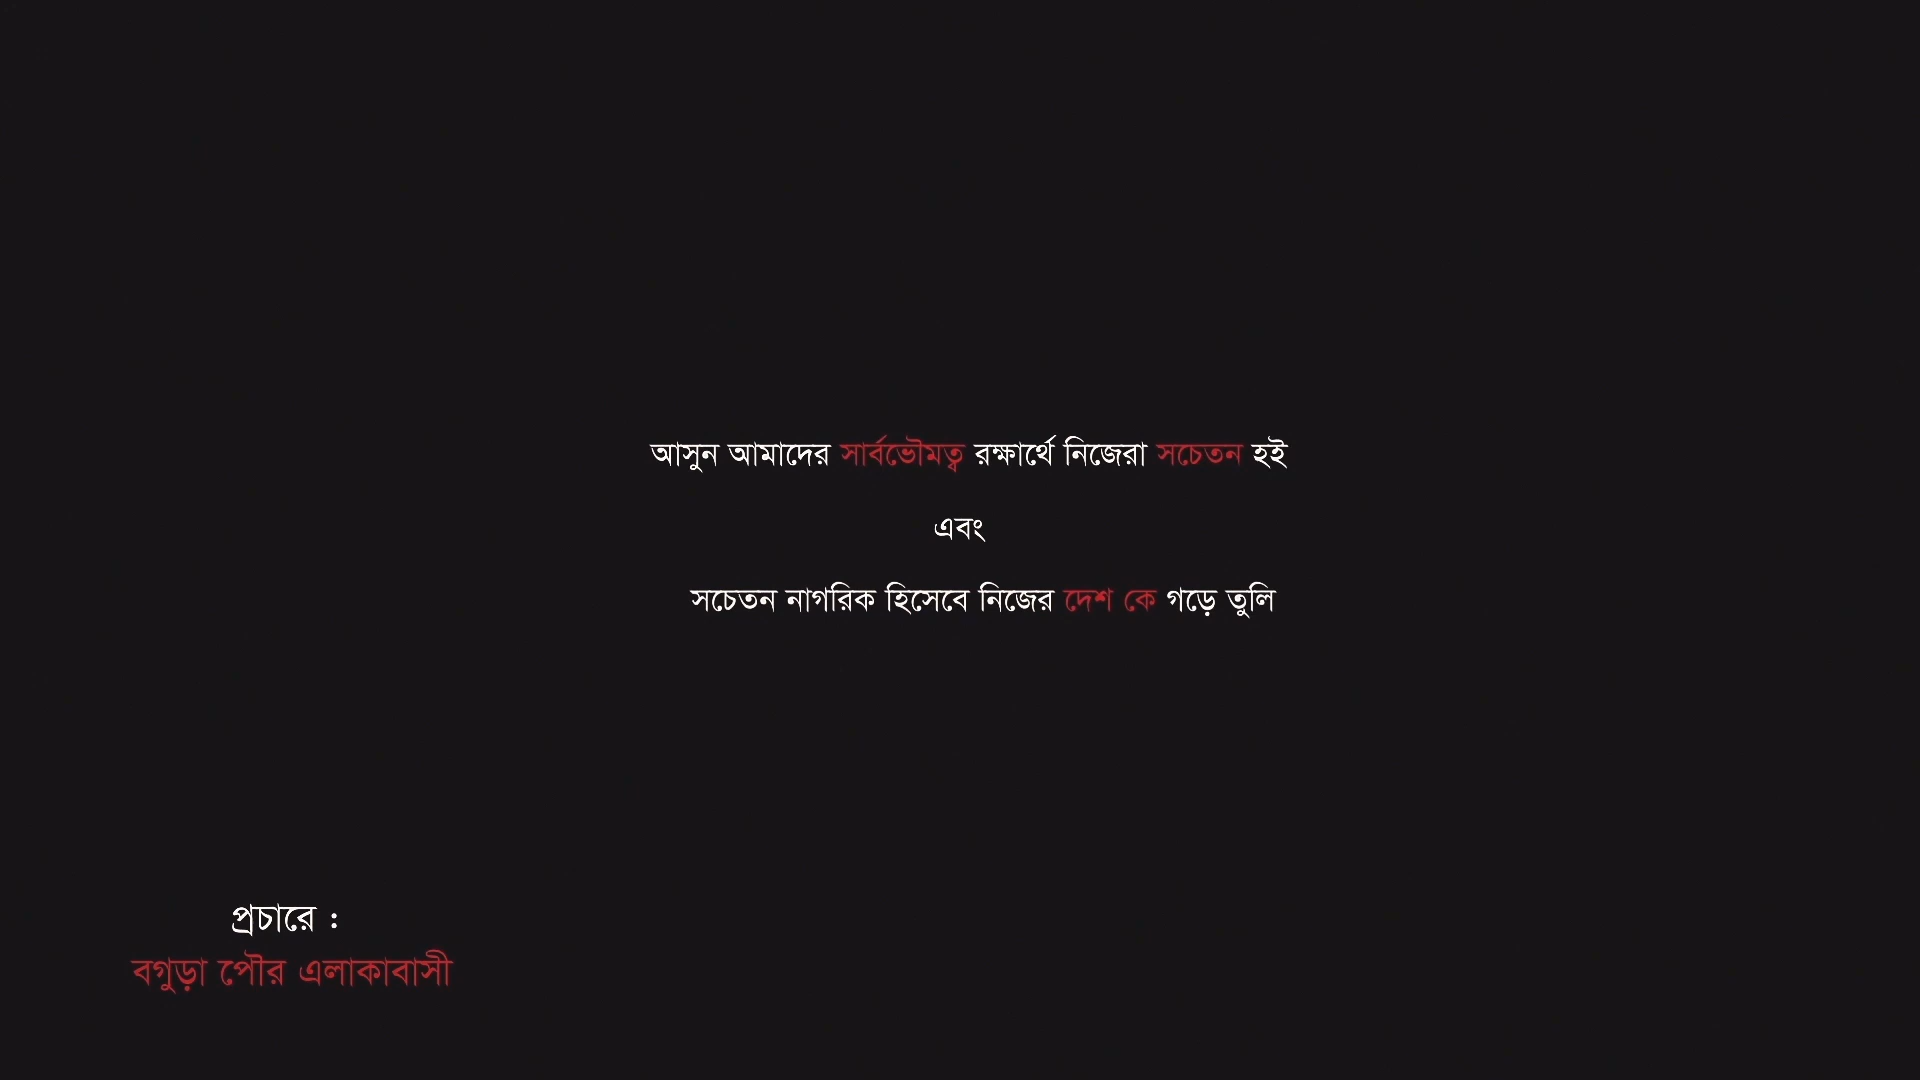 আসুন আমাদের সার্বভৌমত্ব রক্ষার্থে নিজেরা সচেতন হই
এবং
সচেতন নাগরিক হিসেবে নিজের দেশ কে গড়ে তুলি
প্রচারে :
বগুড়া পৌর এলাকাবাসী